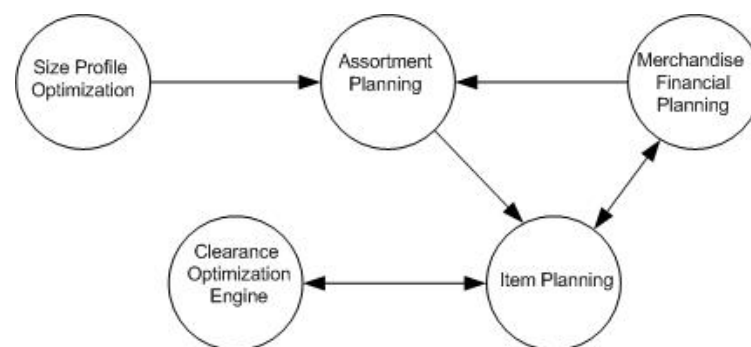 Size Profile
Optimization
Assortment
Planning
Merchandise
Financial
Planning
Clearance
Optimization
Engine
Item Planning